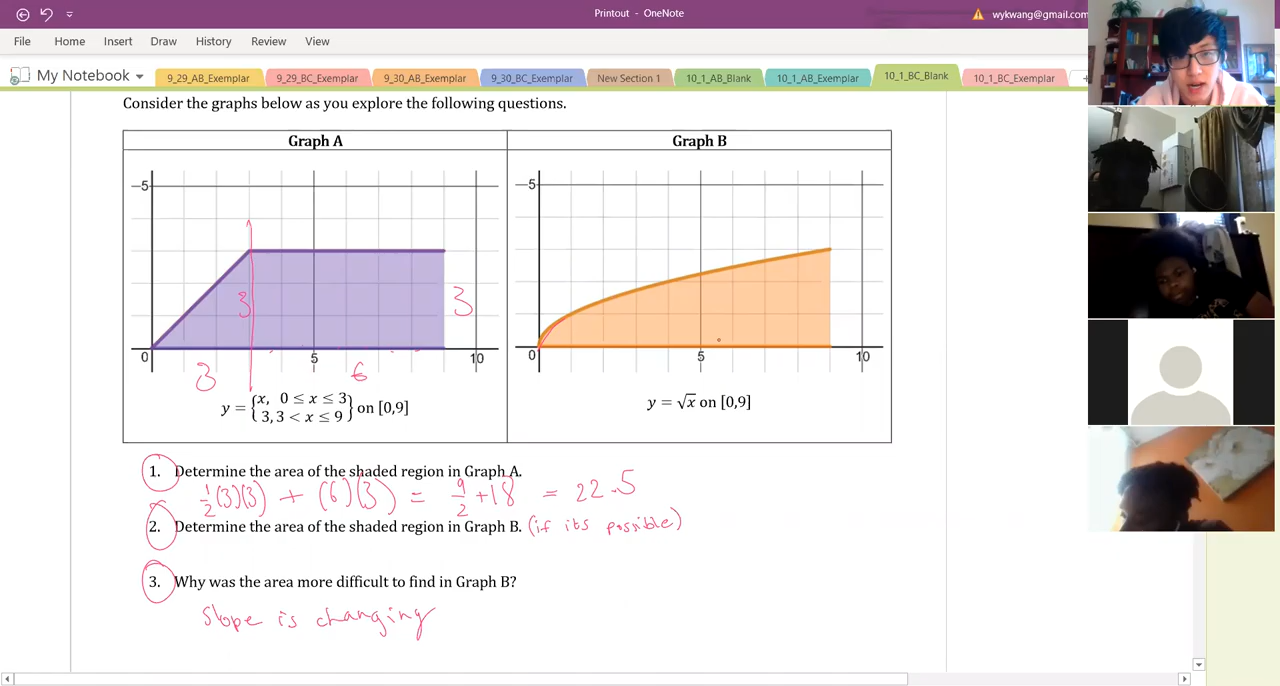 Printout - OneNote
wykwang@gmail.com
File Home Insert Draw History Review View
My Notebook
9_29_AB_Exemplar 9_29_BC_Exemplar 9_30_AB_Exemplar 9_30_BC_Exemplar New Section 1 10_1_AB_Blank 10_1_AB_Exemplar 10_1_BC_Blank 10_1_BC_Exemplar +
Consider the graphs below as you explore the following questions.
Graph A Graph B
5 5
3 3
0 5 10 0 5 10
3 6
y = {x, 0 ≤ x ≤ 3
3, 3 < x ≤ 9} on [0,9]
y = √x on [0,9]
1. Determine the area of the shaded region in Graph A.
1/2 (3)(3) + (6)(3) = 9/2 + 18 = 22.5
2. Determine the area of the shaded region in Graph B. (if its possible)
3. Why was the area more difficult to find in Graph B?
Slope is changing